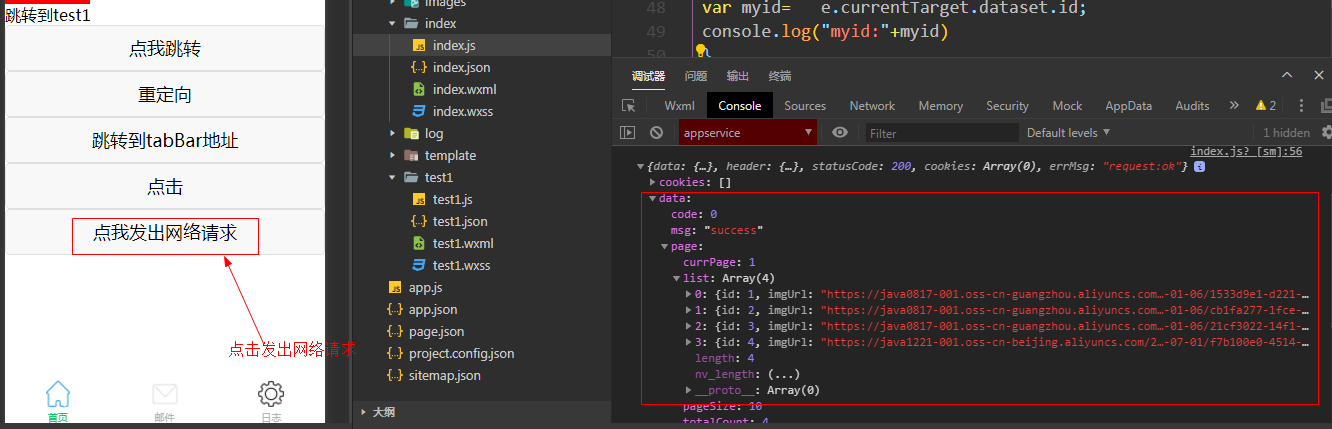 跳转到test1
点我跳转
重定向
跳转到tabBar地址
点击
点我发出网络请求
点击发出网络请求
首页
邮件
日志
images
index
index.js
index.json
index.wxml
index.wxss
log
template
test1
test1.js
test1.json
test1.wxml
test1.wxss
app.js
app.json
page.json
project.config.json
sitemap.json
大纲
48 var myid= e.currentTarget.dataset.id;
49 console.log("myid:"+myid)
50 }
调试器 问题 输出 终端
Wxml Console Sources Network Memory Security Mock AppData Audits 2
appservice Filter Default levels 1 hidden
index.js? [sm]:56
{data: {…}, header: {…}, statusCode: 200, cookies: Array(0), errMsg: "request:ok"}
cookies: []
data:
code: 0
msg: "success"
page:
currPage: 1
list: Array(4)
0: {id: 1, imgUrl: "https://java0817-001.oss-cn-guangzhou.aliyuncs.com…-01-06/1533d9e1-d221-…
1: {id: 2, imgUrl: "https://java0817-001.oss-cn-guangzhou.aliyuncs.com…-01-06/cb1fa277-1fce-…
2: {id: 3, imgUrl: "https://java0817-001.oss-cn-guangzhou.aliyuncs.com…-01-06/21cf3022-14f1-…
3: {id: 4, imgUrl: "https://java1221-001.oss-cn-beijing.aliyuncs.com/2…-07-01/f7b100e0-4514-…
length: 4
nv_length: (...)
__proto__: Array(0)
pageSize: 10
totalCount: 4